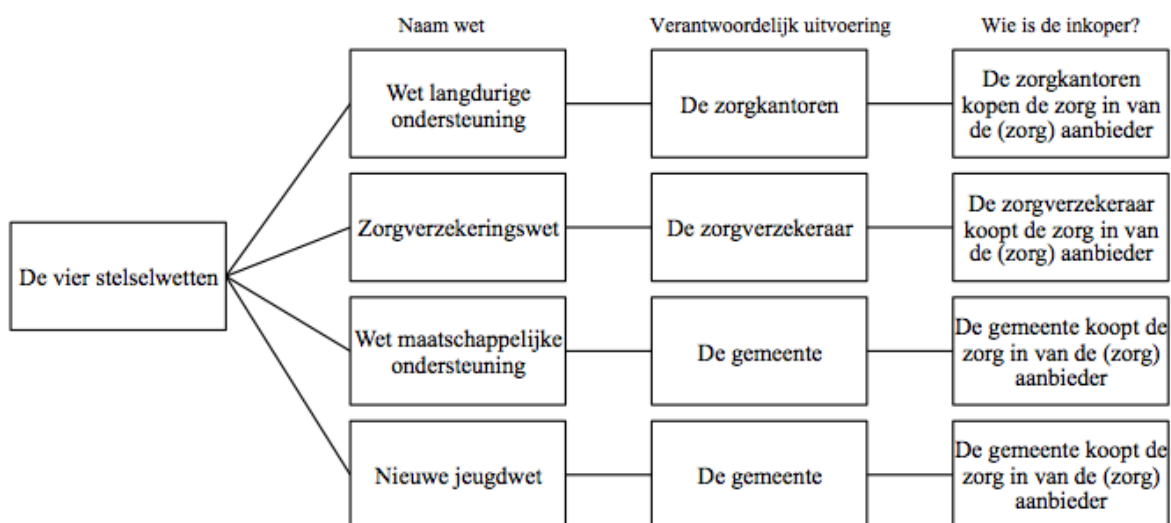 Naam wet
Verantwoordelijk uitvoering
Wie is de inkoper?
De vier stelselwetten
Wet langdurige
ondersteuning
De zorgkantoren
De zorgkantoren
kopen de zorg in van
de (zorg) aanbieder
Zorgverzekeringswet
De zorgverzekeraar
De zorgverzekeraar
koopt de zorg in van
de (zorg) aanbieder
Wet maatschappelijke
ondersteuning
De gemeente
De gemeente koopt de
zorg in van de (zorg)
aanbieder
Nieuwe jeugdwet
De gemeente
De gemeente koopt de
zorg in van de (zorg)
aanbieder